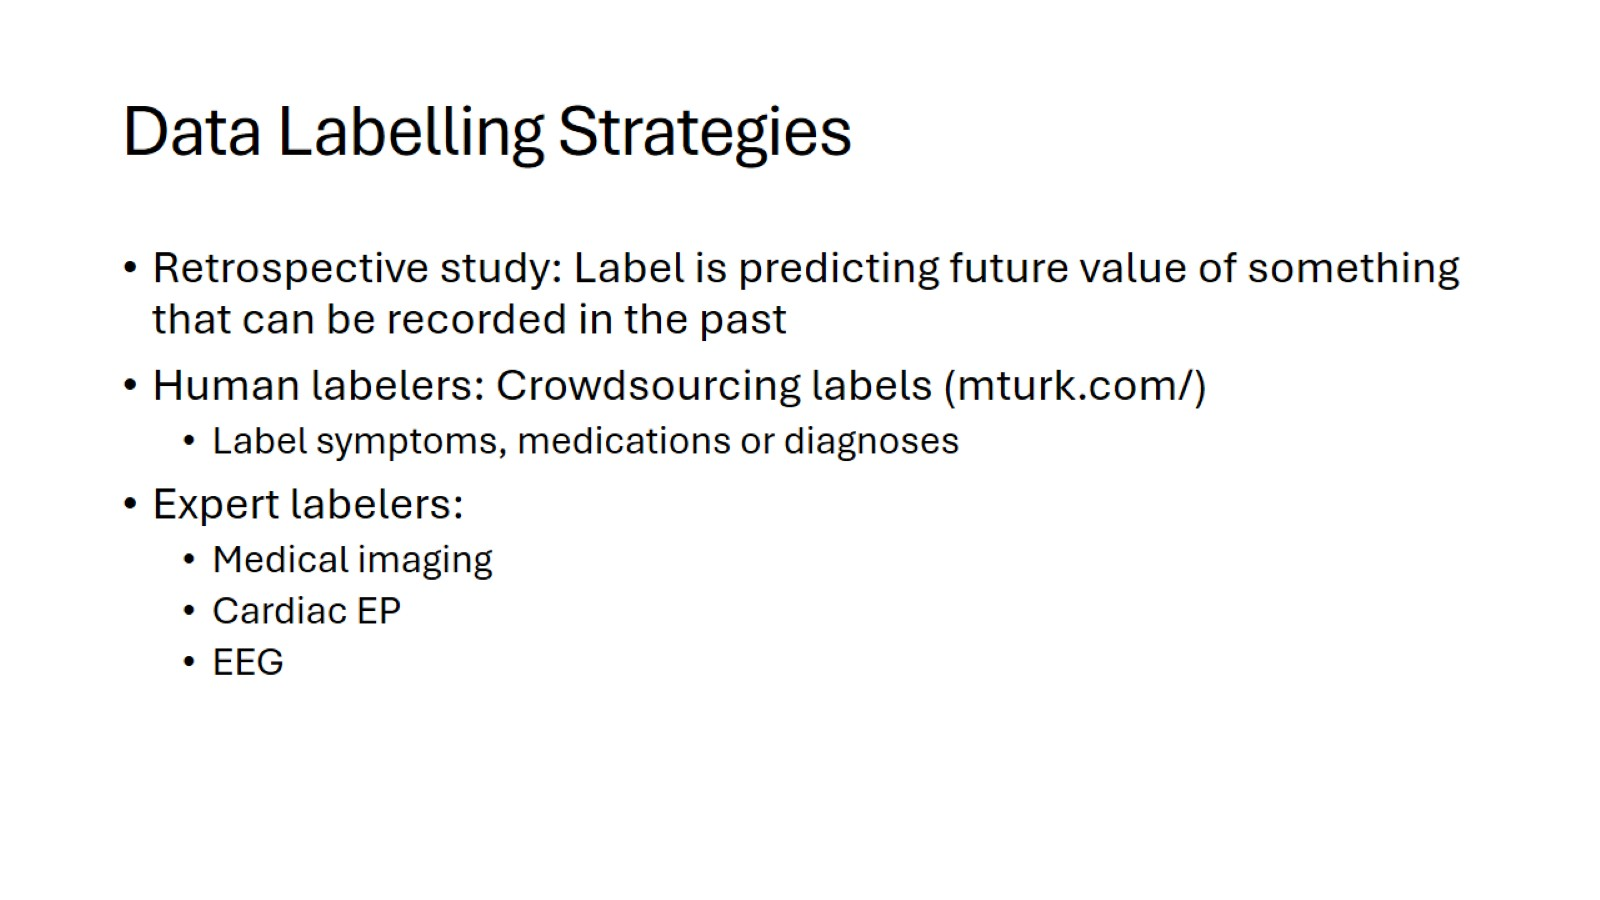 Data Labelling Strategies
• Retrospective study: Label is predicting future value of something
that can be recorded in the past
• Human labelers: Crowdsourcing labels (mturk.com/)
• Label symptoms, medications or diagnoses
• Expert labelers:
• Medical imaging
• Cardiac EP
• EEG